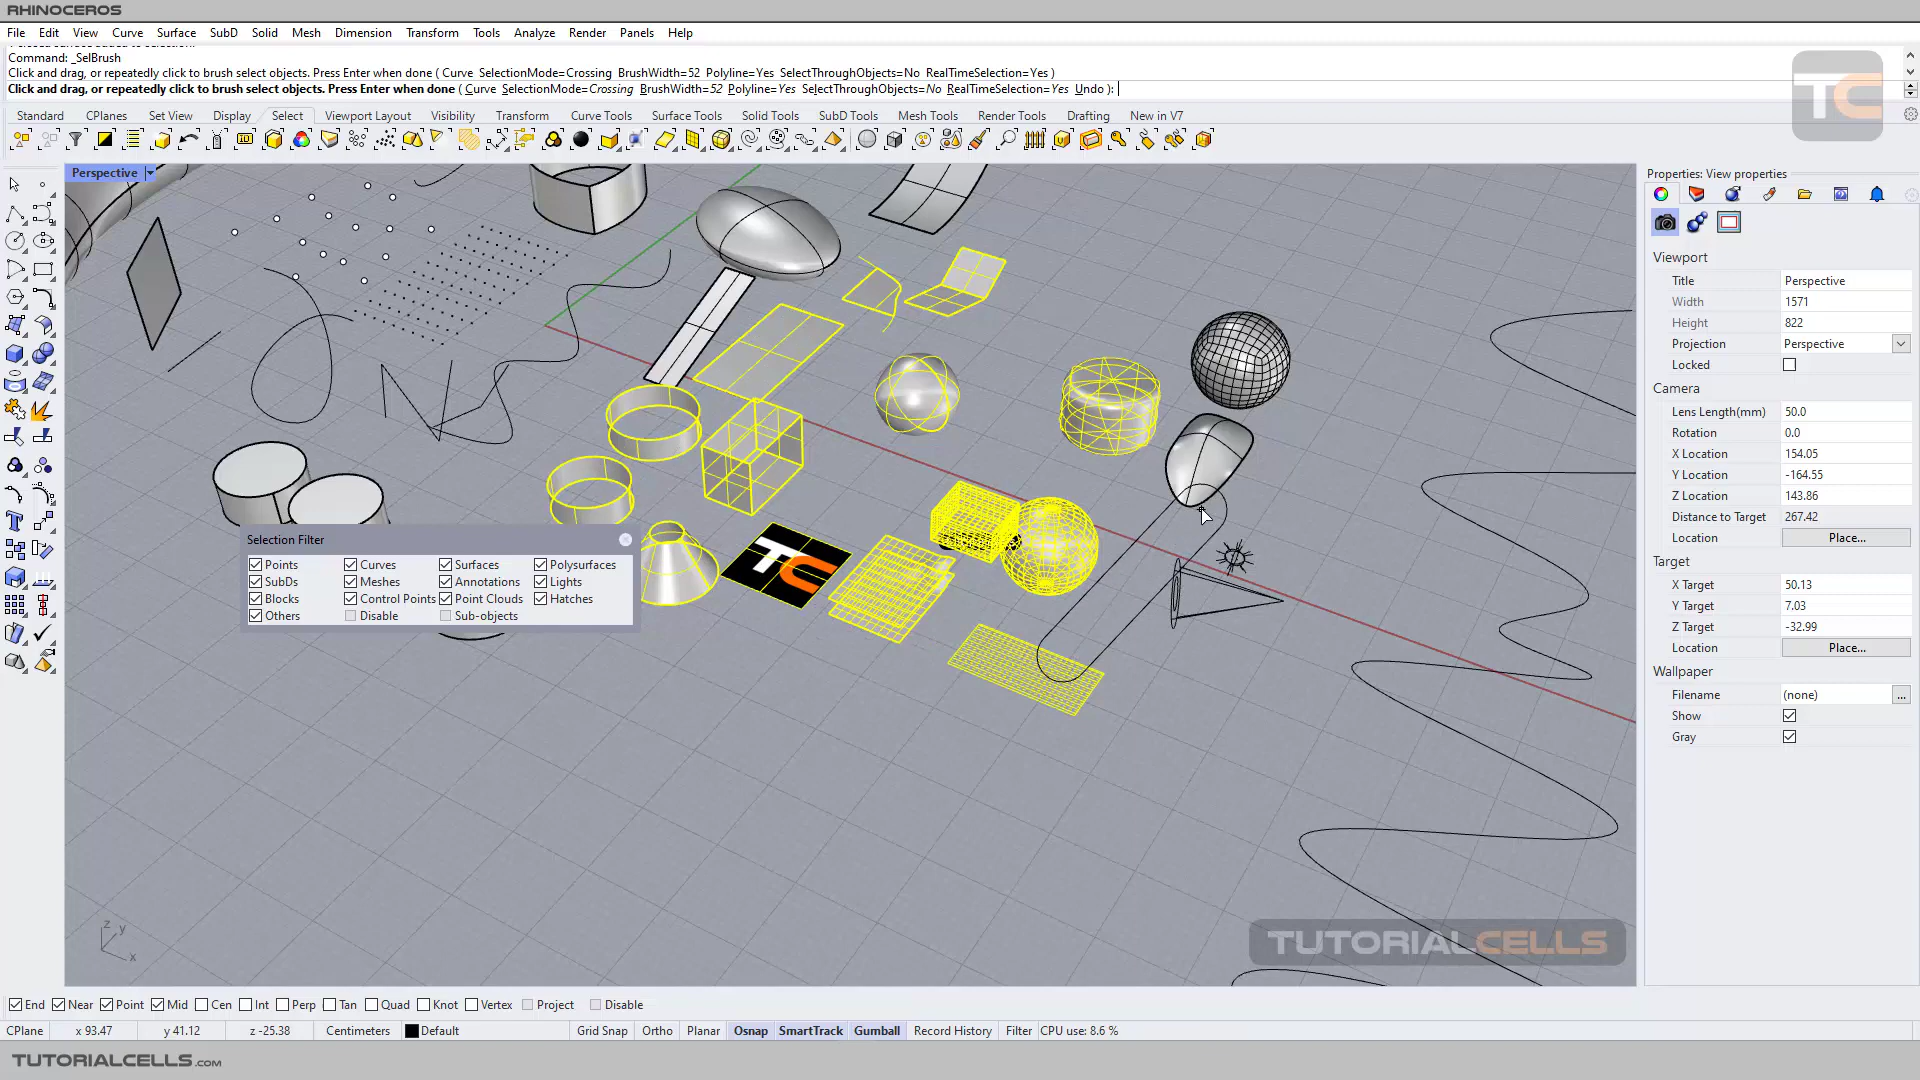 RHINOCEROS
File Edit View Curve Surface SubD Solid Mesh Dimension Transform Tools Analyze Render Panels Help
Command: _SelBrush
Click and drag, or repeatedly click to brush select objects. Press Enter when done ( Curve SelectionMode=Crossing BrushWidth=52 Polyline=Yes SelectThroughObjects=No RealTimeSelection=Yes )
Click and drag, or repeatedly click to brush select objects. Press Enter when done ( Curve SelectionMode=Crossing BrushWidth=52 Polyline=Yes SelectThroughObjects=No RealTimeSelection=Yes Undo ):
TC
Standard CPlanes Set View Display Select Viewport Layout Visibility Transform Curve Tools Surface Tools Solid Tools SubD Tools Mesh Tools Render Tools Drafting New in V7
Perspective
Properties: View properties
Viewport
Title Perspective
Width 1571
Height 822
Projection Perspective
Locked
Camera
Lens Length(mm) 50.0
Rotation 0.0
X Location 154.05
Y Location -164.55
Z Location 143.86
Distance to Target 267.42
Location Place...
Target
X Target 50.13
Y Target 7.03
Z Target -32.99
Location Place...
Wallpaper
Filename (none) ...
Show
Gray
Selection Filter
Points Curves Surfaces Polysurfaces
SubDs Meshes Annotations Lights
Blocks Control Points Point Clouds Hatches
Others Disable Sub-objects
TC
z y
x
TUTORIALCELLS
End Near Point Mid Cen Int Perp Tan Quad Knot Vertex Project Disable
CPlane x 93.47 y 41.12 z -25.38 Centimeters Default Grid Snap Ortho Planar Osnap SmartTrack Gumball Record History Filter CPU use: 8.6 %
TUTORIALCELLS.COM